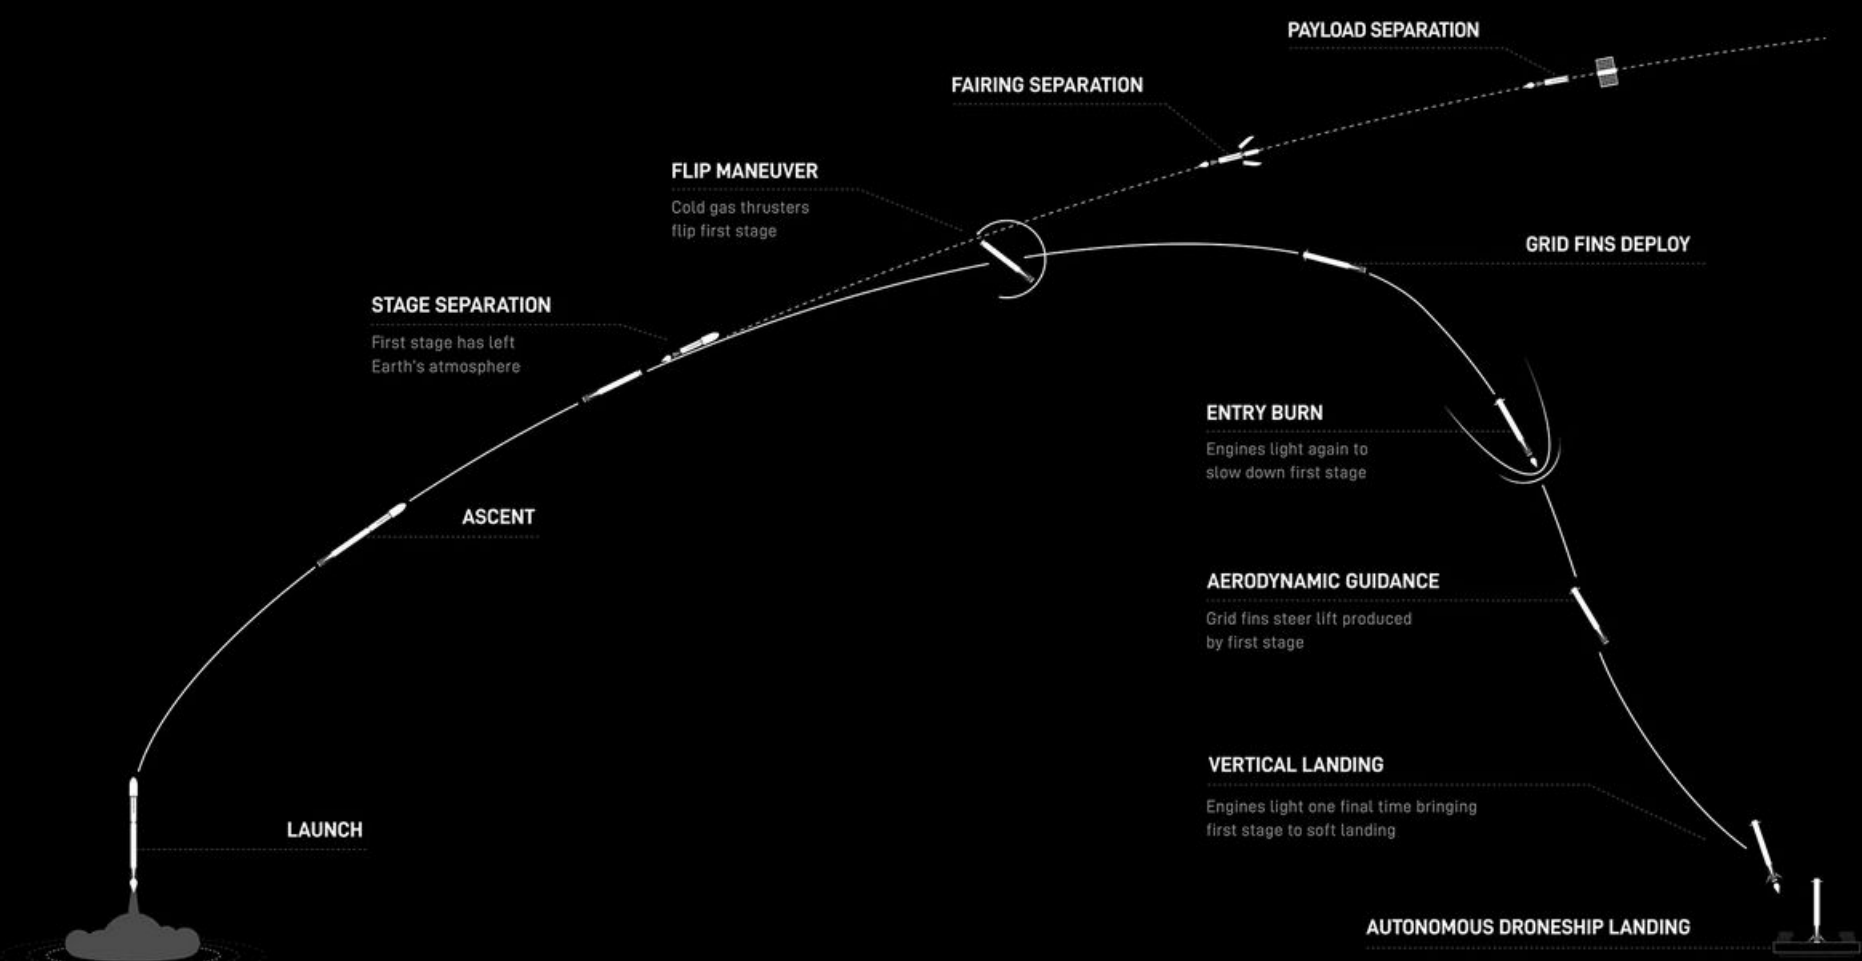 PAYLOAD SEPARATION
FAIRING SEPARATION
FLIP MANEUVER
Cold gas thrusters
flip first stage
GRID FINS DEPLOY
STAGE SEPARATION
First stage has left
Earth's atmosphere
ENTRY BURN
Engines light again to
slow down first stage
ASCENT
AERODYNAMIC GUIDANCE
Grid fins steer lift produced
by first stage
VERTICAL LANDING
Engines light one final time bringing
first stage to soft landing
LAUNCH
AUTONOMOUS DRONESHIP LANDING